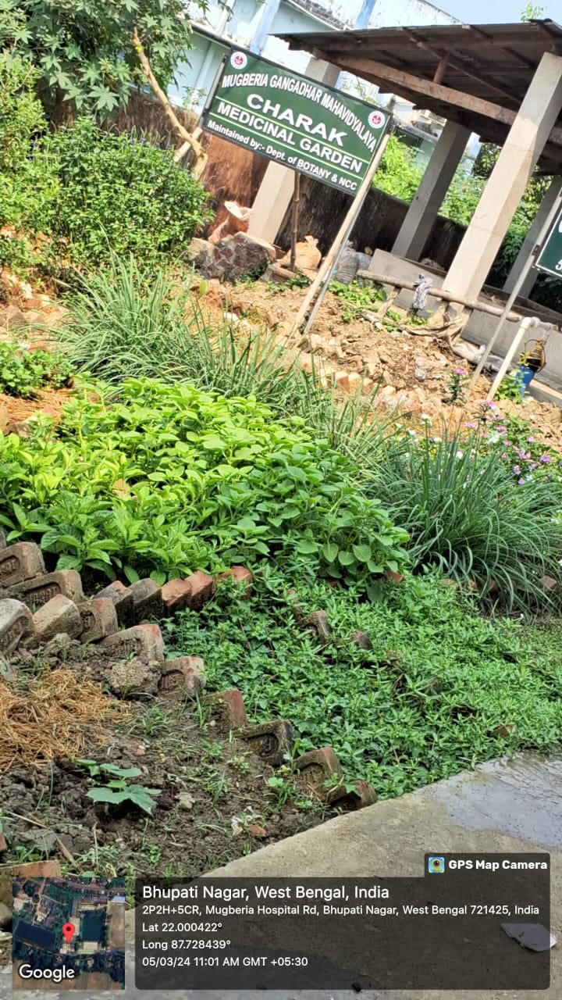 MUGBERIA GANGADHAR MAHAVIDYALAYA
CHARAK
MEDICINAL GARDEN
Maintained by:- Dept. of BOTANY & NCC
GPS Map Camera
Bhupati Nagar, West Bengal, India
2P2H+5CR, Mugberia Hospital Rd, Bhupati Nagar, West Bengal 721425, India
Lat 22.000422°
Long 87.728439°
05/03/24 11:01 AM GMT +05:30
Google